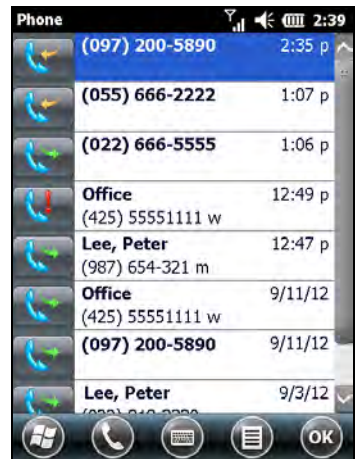 Phone 2:39
(097) 200-5890 2:35 p
(055) 666-2222 1:07 p
(022) 666-5555 1:06 p
Office 12:49 p
(425) 55551111 w
Lee, Peter 12:47 p
(987) 654-321 m
Office 9/11/12
(425) 55551111 w
(097) 200-5890 9/11/12
Lee, Peter 9/3/12
OK